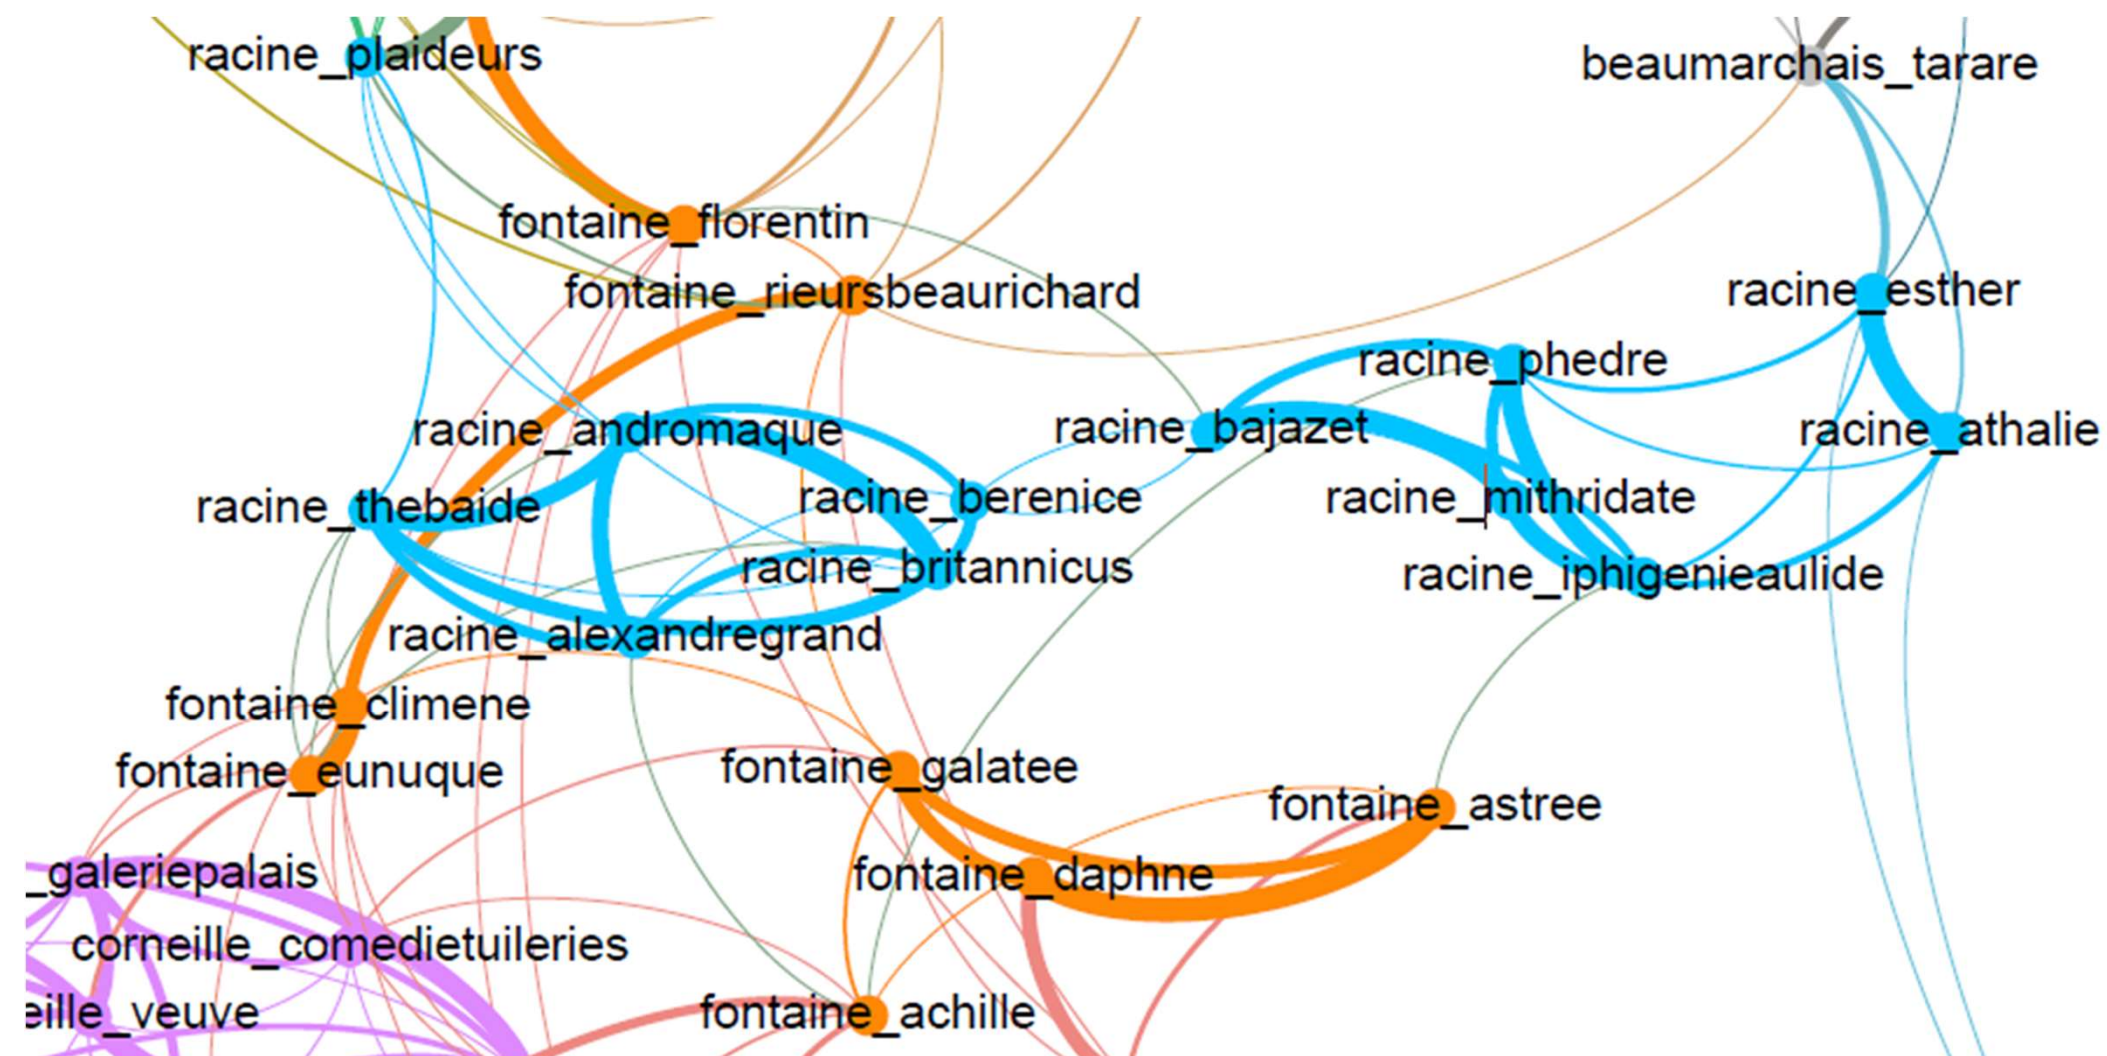 racine_plaideurs
beaumarchais_tarare
fontaine_florentin
fontaine_rieursbeaurichard
racine_esther
racine_phedre
racine_andromaque
racine_bajazet
racine_athalie
racine_thebaide
racine_berenice
racine_mithridate
racine_britannicus
racine_iphigenieaulide
racine_alexandregrand
fontaine_climene
fontaine_eunuque
fontaine_galatee
fontaine_astree
_galeriepalais
fontaine_daphne
corneille_comedietuileries
eille_veuve
fontaine_achille